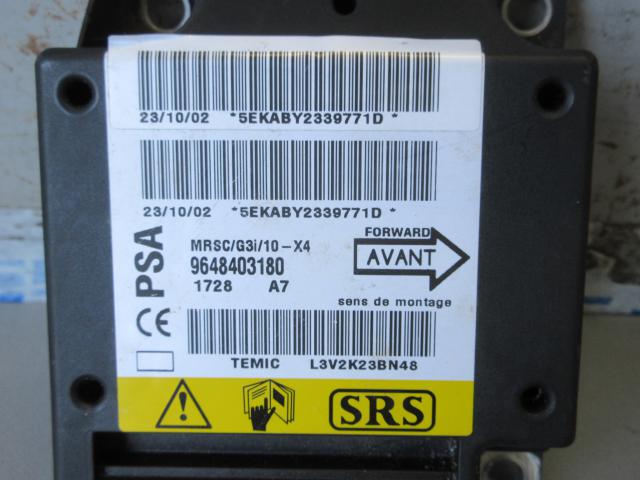 23/10/02 *5EKABY2339771D *
23/10/02 *5EKABY2339771D *
PSA
MRSC/G3i/10-X4
9648403180
1728 A7
FORWARD
AVANT
sens de montage
CE
TEMIC L3V2K23BN48
SRS